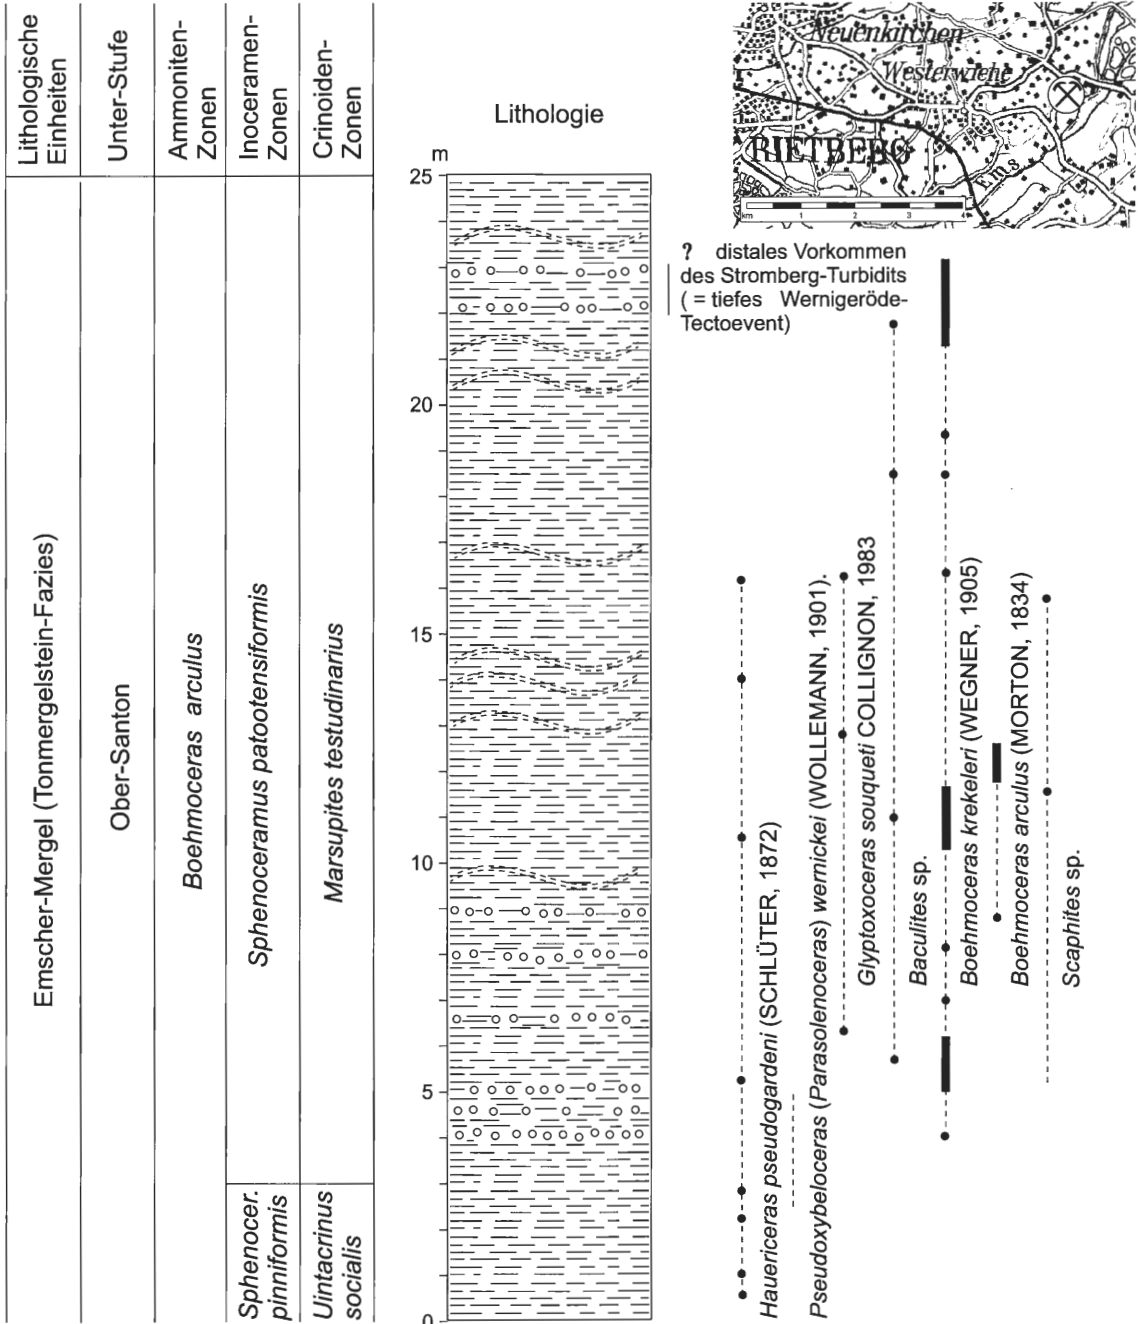 Lithologische
Einheiten
Unter-Stufe
Ammoniten-
Zonen
Inoceramen-
Zonen
Crinoiden-
Zonen
Lithologie
m
25
20
15
10
5
0
Emscher-Mergel (Tonmergelstein-Fazies)
Ober-Santon
Boehmoceras arculus
Sphenoceramus patootensiformis
Sphenocer.
pinniformis
Marsupites testudinarius
Uintacrinus
socialis
Neuenkirchen
Westerwiehe
RIETBERG
Ems
km 1 2 3 4
? distales Vorkommen
des Stromberg-Turbidits
( = tiefes Wernigeröde-
Tectoevent)
Hauericeras pseudogardeni (SCHLÜTER, 1872)
Pseudoxybeloceras (Parasolenoceras) wernickei (WOLLEMANN, 1901).
Glyptoxoceras souqueti COLLIGNON, 1983
Baculites sp.
Boehmoceras krekeleri (WEGNER, 1905)
Boehmoceras arculus (MORTON, 1834)
Scaphites sp.